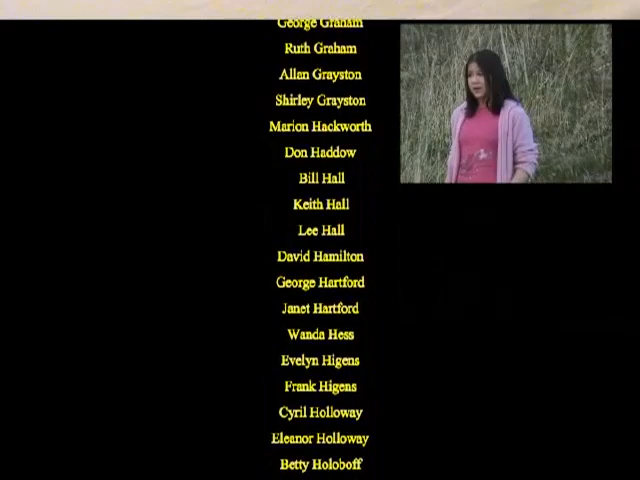 George Graham
Ruth Graham
Allan Grayston
Shirley Grayston
Marion Hackworth
Don Haddow
Bill Hall
Keith Hall
Lee Hall
David Hamilton
George Hartford
Janet Hartford
Wanda Hess
Evelyn Higens
Frank Higens
Cyril Holloway
Eleanor Holloway
Betty Holoboff